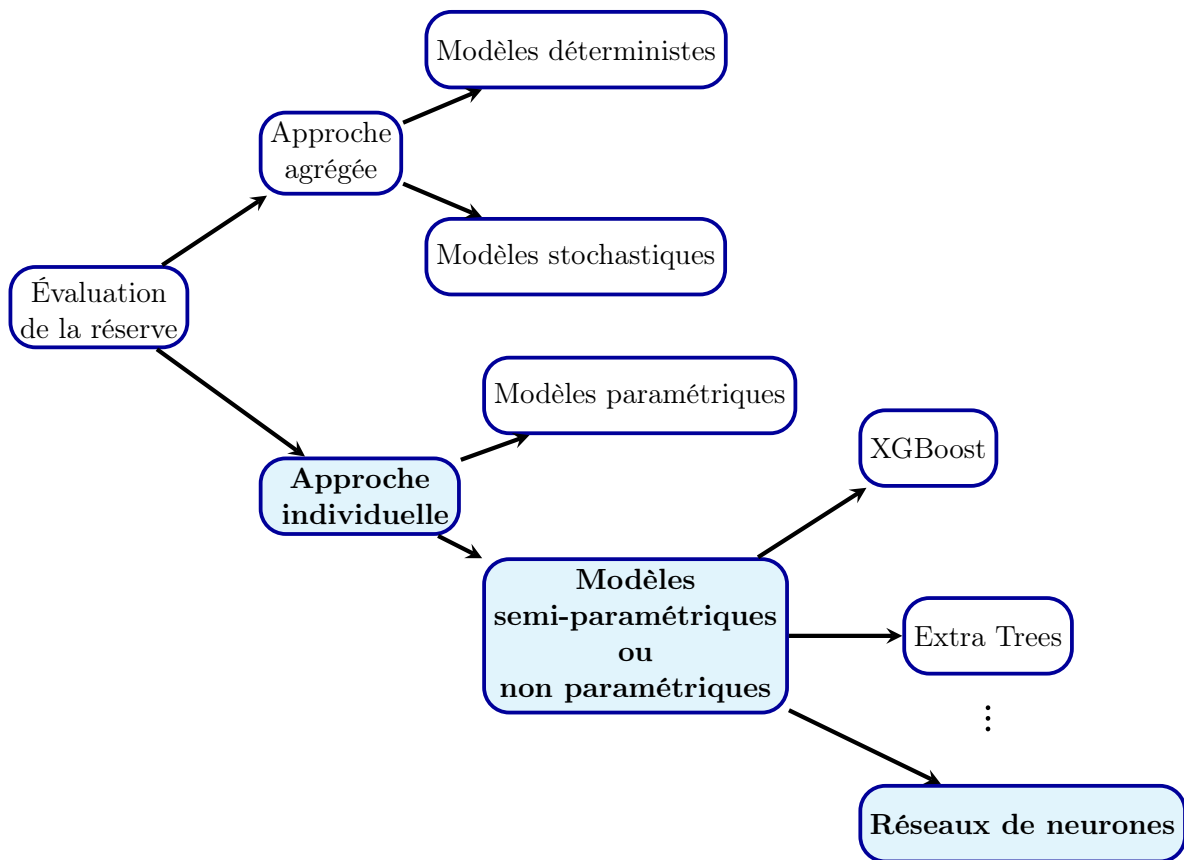 Modèles déterministes
Approche
agrégée
Modèles stochastiques
Évaluation
de la réserve
Modèles paramétriques
XGBoost
Approche
individuelle
Modèles
semi-paramétriques
ou
non paramétriques
Extra Trees
⋮
Réseaux de neurones